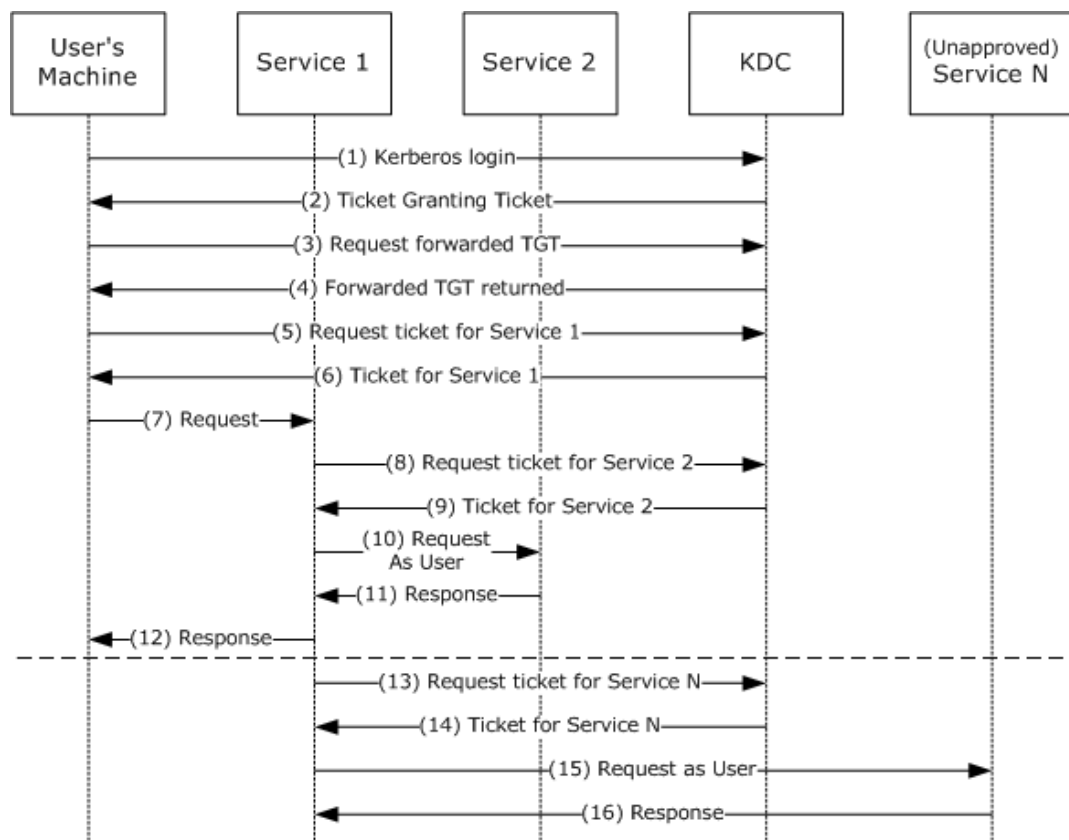 User's
Machine
Service 1
Service 2
KDC
(Unapproved)
Service N
(1) Kerberos login
(2) Ticket Granting Ticket
(3) Request forwarded TGT
(4) Forwarded TGT returned
(5) Request ticket for Service 1
(6) Ticket for Service 1
(7) Request
(8) Request ticket for Service 2
(9) Ticket for Service 2
(10) Request
As User
(11) Response
(12) Response
(13) Request ticket for Service N
(14) Ticket for Service N
(15) Request as User
(16) Response